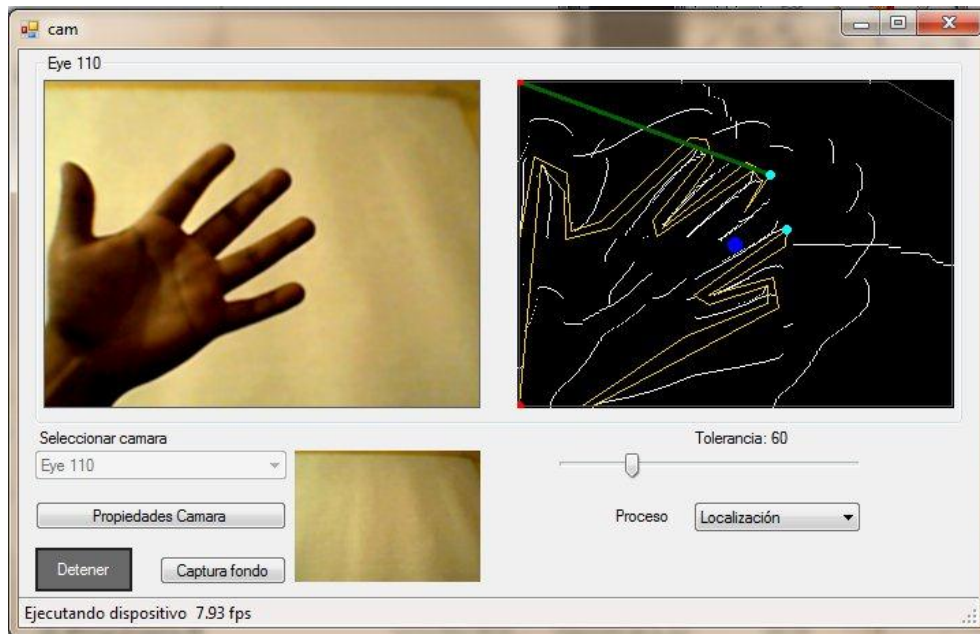 cam
Eye 110
Seleccionar camara
Eye 110
Propiedades Camara
Detener
Captura fondo
Tolerancia: 60
Proceso
Localización
Ejecutando dispositivo 7.93 fps